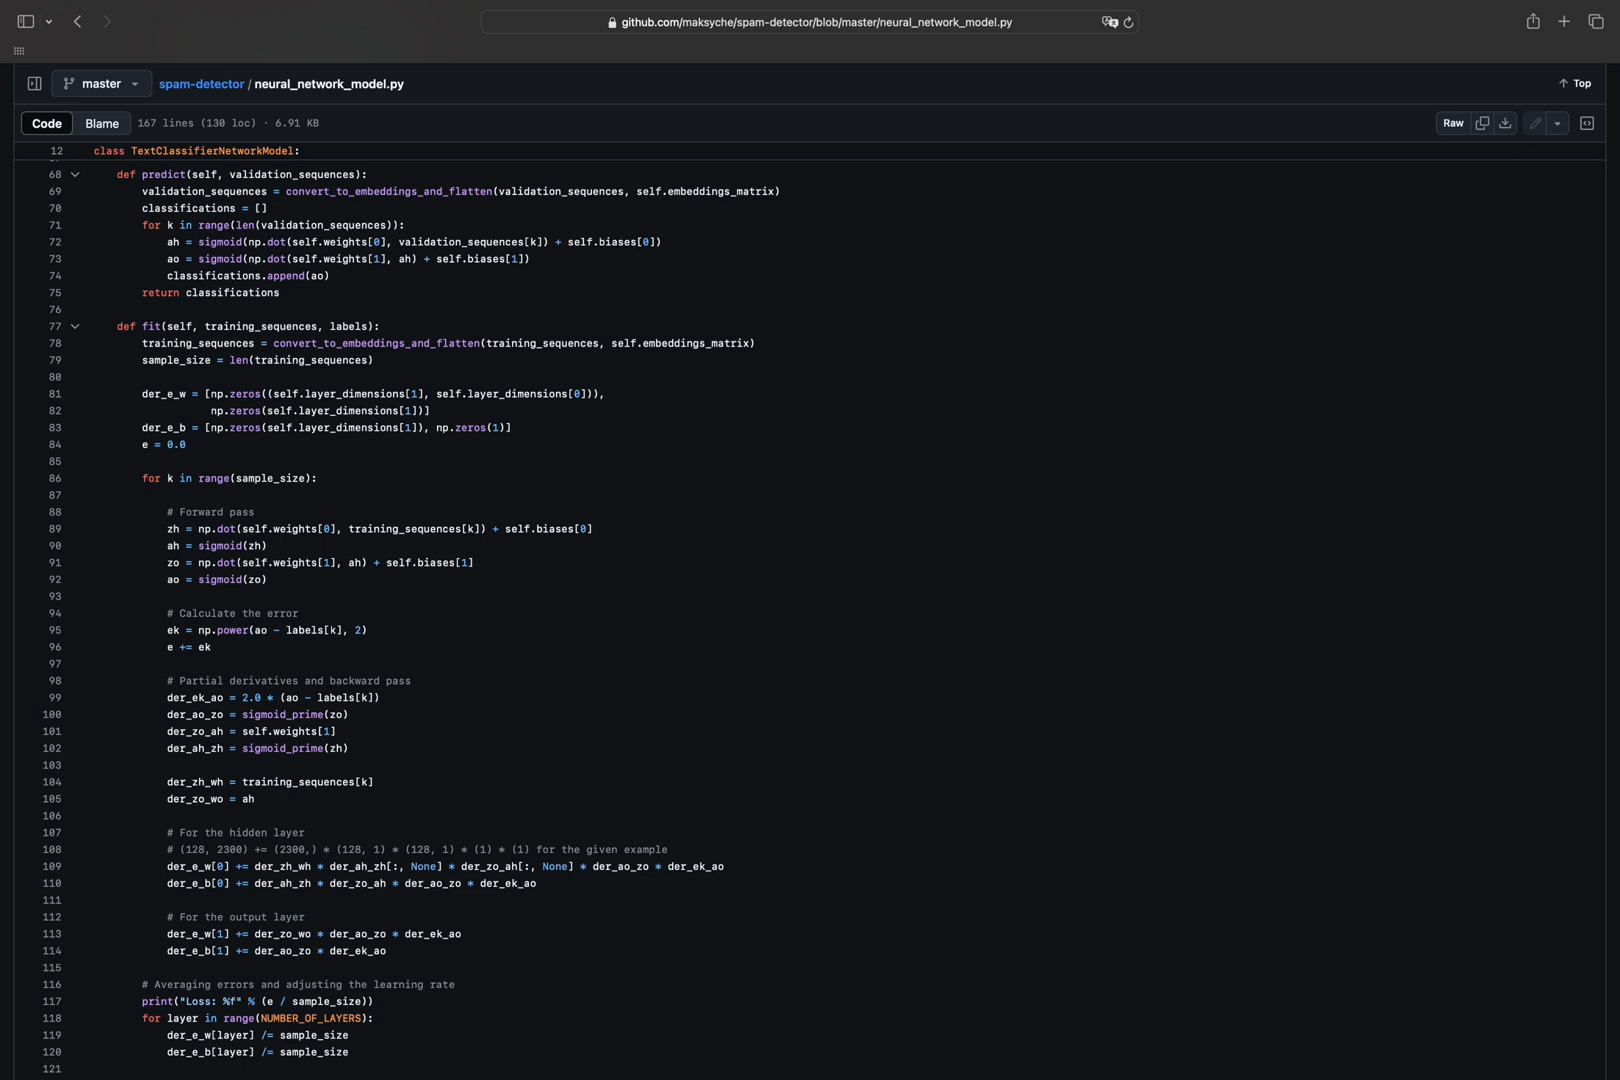 github.com/maksyche/spam-detector/blob/master/neural_network_model.py
master
spam-detector / neural_network_model.py
Top
Code Blame 167 lines (130 loc) · 6.91 KB
Raw
12 class TextClassifierNetworkModel:
68 def predict(self, validation_sequences):
69 validation_sequences = convert_to_embeddings_and_flatten(validation_sequences, self.embeddings_matrix)
70 classifications = []
71 for k in range(len(validation_sequences)):
72 ah = sigmoid(np.dot(self.weights[0], validation_sequences[k]) + self.biases[0])
73 ao = sigmoid(np.dot(self.weights[1], ah) + self.biases[1])
74 classifications.append(ao)
75 return classifications
76
77 def fit(self, training_sequences, labels):
78 training_sequences = convert_to_embeddings_and_flatten(training_sequences, self.embeddings_matrix)
79 sample_size = len(training_sequences)
80
81 der_e_w = [np.zeros((self.layer_dimensions[1], self.layer_dimensions[0])),
82 np.zeros(self.layer_dimensions[1])]
83 der_e_b = [np.zeros(self.layer_dimensions[1]), np.zeros(1)]
84 e = 0.0
85
86 for k in range(sample_size):
87
88 # Forward pass
89 zh = np.dot(self.weights[0], training_sequences[k]) + self.biases[0]
90 ah = sigmoid(zh)
91 zo = np.dot(self.weights[1], ah) + self.biases[1]
92 ao = sigmoid(zo)
93
94 # Calculate the error
95 ek = np.power(ao - labels[k], 2)
96 e += ek
97
98 # Partial derivatives and backward pass
99 der_ek_ao = 2.0 * (ao - labels[k])
100 der_ao_zo = sigmoid_prime(zo)
101 der_zo_ah = self.weights[1]
102 der_ah_zh = sigmoid_prime(zh)
103
104 der_zh_wh = training_sequences[k]
105 der_zo_wo = ah
106
107 # For the hidden layer
108 # (128, 2300) += (2300,) * (128, 1) * (128, 1) * (1) * (1) for the given example
109 der_e_w[0] += der_zh_wh * der_ah_zh[:, None] * der_zo_ah[:, None] * der_ao_zo * der_ek_ao
110 der_e_b[0] += der_ah_zh * der_zo_ah * der_ao_zo * der_ek_ao
111
112 # For the output layer
113 der_e_w[1] += der_zo_wo * der_ao_zo * der_ek_ao
114 der_e_b[1] += der_ao_zo * der_ek_ao
115
116 # Averaging errors and adjusting the learning rate
117 print("Loss: %f" % (e / sample_size))
118 for layer in range(NUMBER_OF_LAYERS):
119 der_e_w[layer] /= sample_size
120 der_e_b[layer] /= sample_size
121